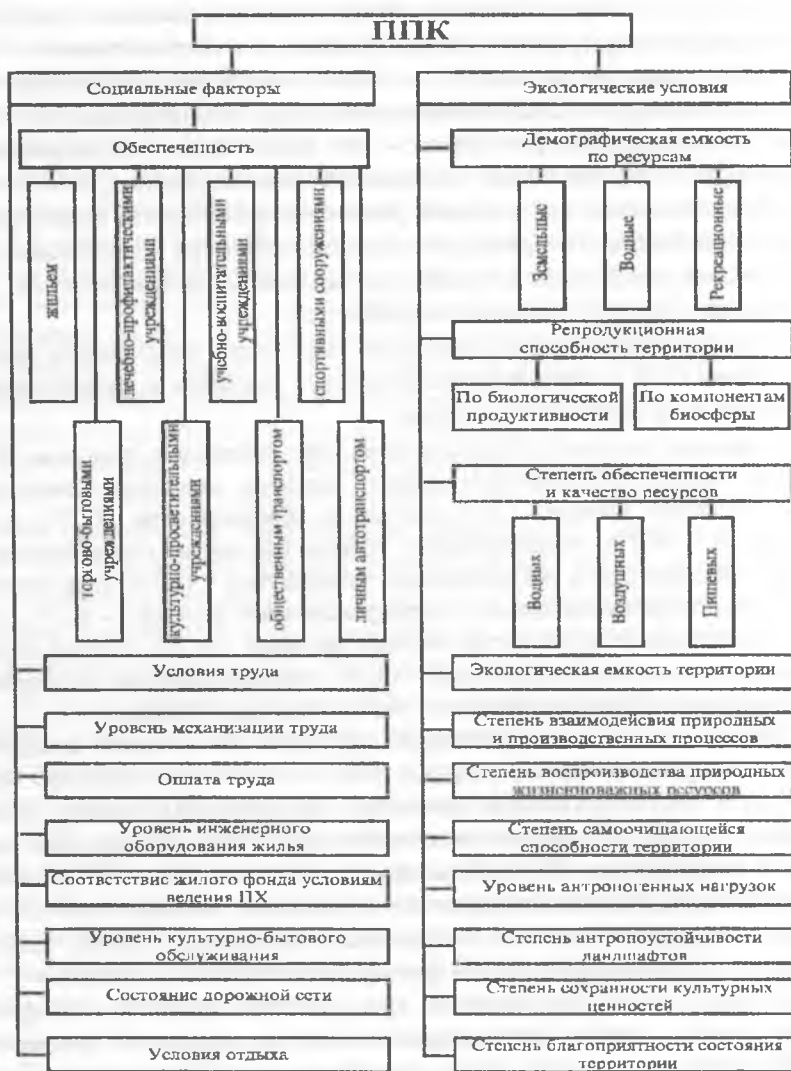 ППК
Социальные факторы
Обеспеченность
жильем
лечебно-профилактическими
учреждениями
учебно-воспитательными
учреждениями
спортивными сооружениями
торгово-бытовыми
учреждениями
культурно-просветительными
учреждениями
общественным транспортом
личным автотранспортом
Условия труда
Уровень механизации труда
Оплата труда
Уровень инженерного
оборудования жилья
Соответствие жилого фонда условиям
ведения ПХ
Уровень культурно-бытового
обслуживания
Состояние дорожной сети
Условия отдыха
Экологические условия
Демографическая емкость
по ресурсам
Земельные
Водные
Рекреационные
Репродукционная
способность территории
По биологической
продуктивности
По компонентам
биосферы
Степень обеспеченности
и качество ресурсов
Водных
Воздушных
Пищевых
Экологическая емкость территории
Степень взаимодейсвия природных
и производственных процессов
Степень воспроизводства природных
жизненноважных ресурсов
Степень самоочищающейся
способности территории
Уровень антропогенных нагрузок
Степень антропоустойчивости
ландшафтов
Степень сохранности культурных
ценностей
Степень благоприятности состояния
территории